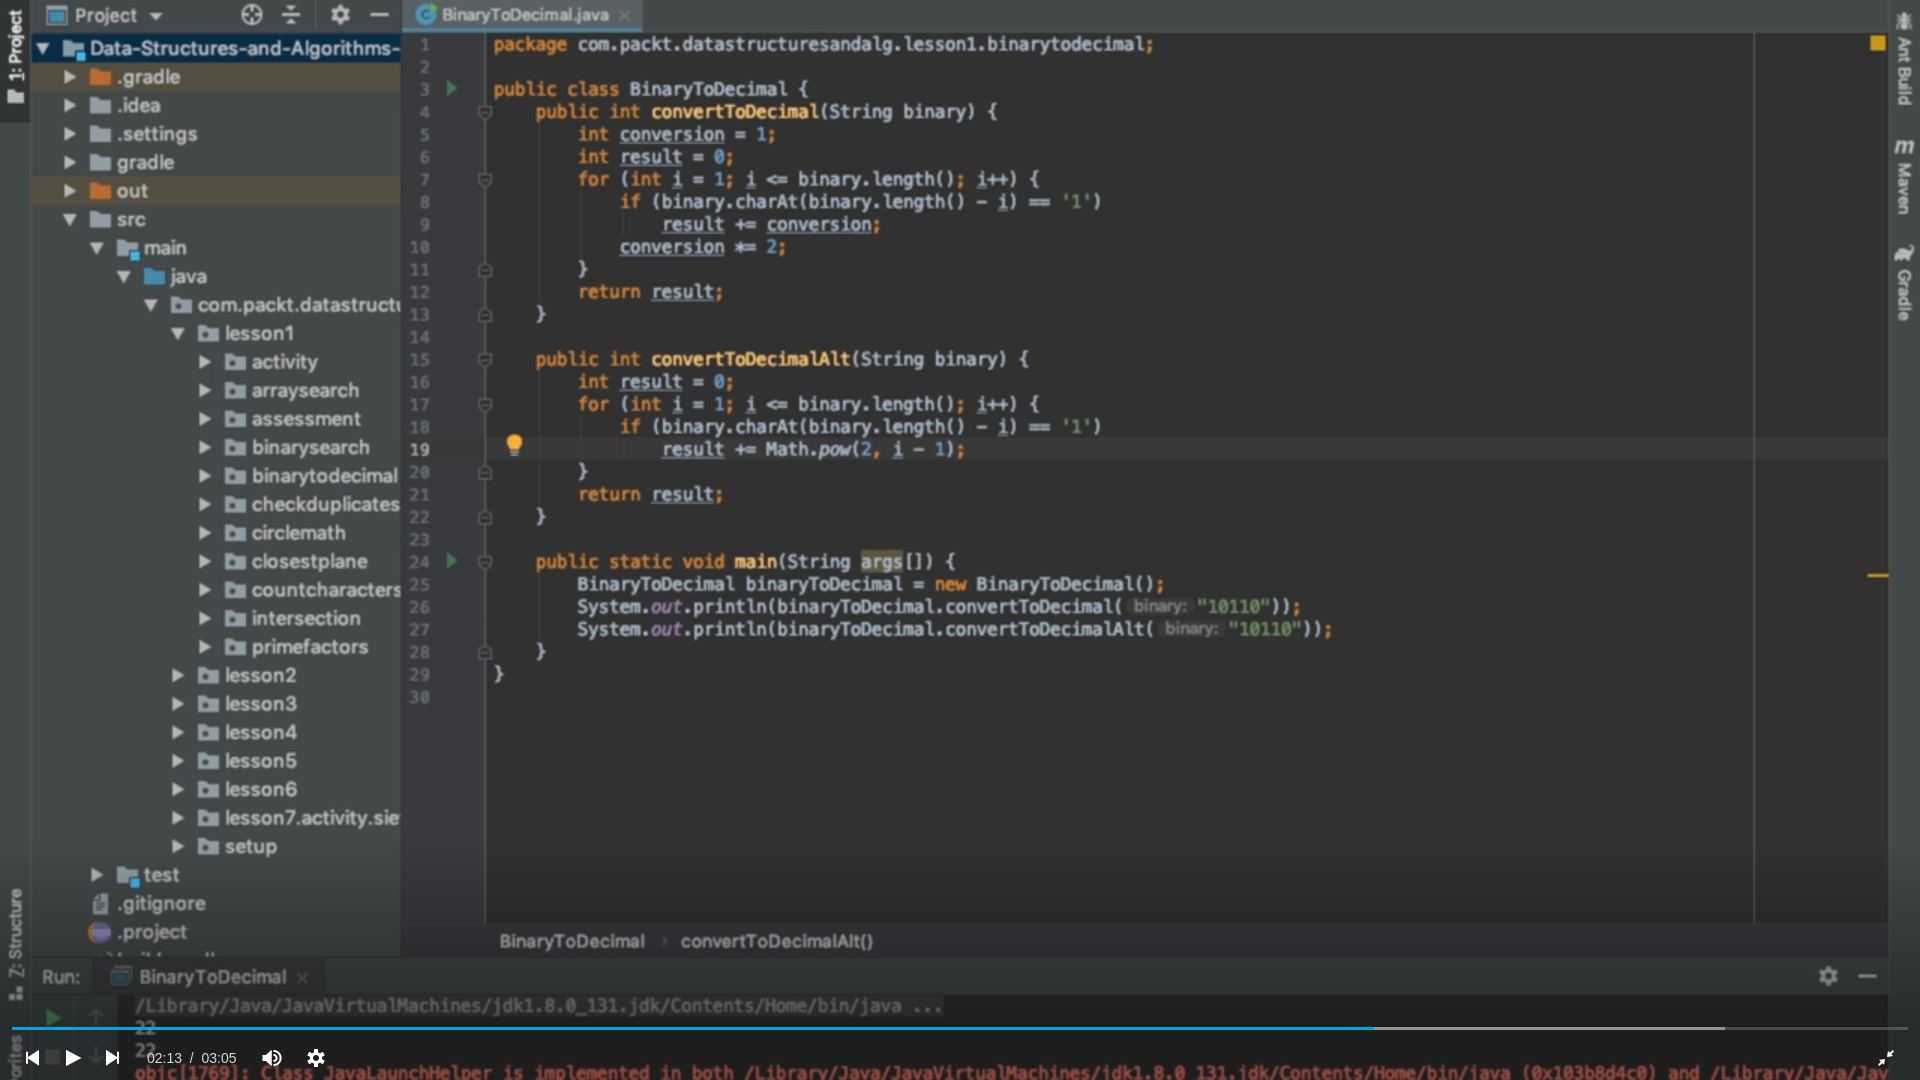 Project
BinaryToDecimal.java
1: Project
Data-Structures-and-Algorithms-
.gradle
.idea
.settings
gradle
out
src
main
java
com.packt.datastructu
lesson1
activity
arraysearch
assessment
binarysearch
binarytodecimal
checkduplicates
circlemath
closestplane
countcharacters
intersection
primefactors
lesson2
lesson3
lesson4
lesson5
lesson6
lesson7.activity.sie
setup
test
.gitignore
.project
Z: Structure
1 package com.packt.datastructuresandalg.lesson1.binarytodecimal;
2
3 public class BinaryToDecimal {
4 public int convertToDecimal(String binary) {
5 int conversion = 1;
6 int result = 0;
7 for (int i = 1; i <= binary.length(); i++) {
8 if (binary.charAt(binary.length() - i) == '1')
9 result += conversion;
10 conversion *= 2;
11 }
12 return result;
13 }
14
15 public int convertToDecimalAlt(String binary) {
16 int result = 0;
17 for (int i = 1; i <= binary.length(); i++) {
18 if (binary.charAt(binary.length() - i) == '1')
19 result += Math.pow(2, i - 1);
20 }
21 return result;
22 }
23
24 public static void main(String args[]) {
25 BinaryToDecimal binaryToDecimal = new BinaryToDecimal();
26 System.out.println(binaryToDecimal.convertToDecimal( binary: "10110"));
27 System.out.println(binaryToDecimal.convertToDecimalAlt( binary: "10110"));
28 }
29 }
30
Ant Build
m
Maven
Gradle
BinaryToDecimal › convertToDecimalAlt()
Run: BinaryToDecimal
/Library/Java/JavaVirtualMachines/jdk1.8.0_131.jdk/Contents/Home/bin/java ...
22
22
objc[1769]: Class JavaLaunchHelper is implemented in both /Library/Java/JavaVirtualMachines/jdk1.8.0_131.jdk/Contents/Home/bin/java (0x103b8d4c0) and /Library/Java/Jav
02:13 / 03:05